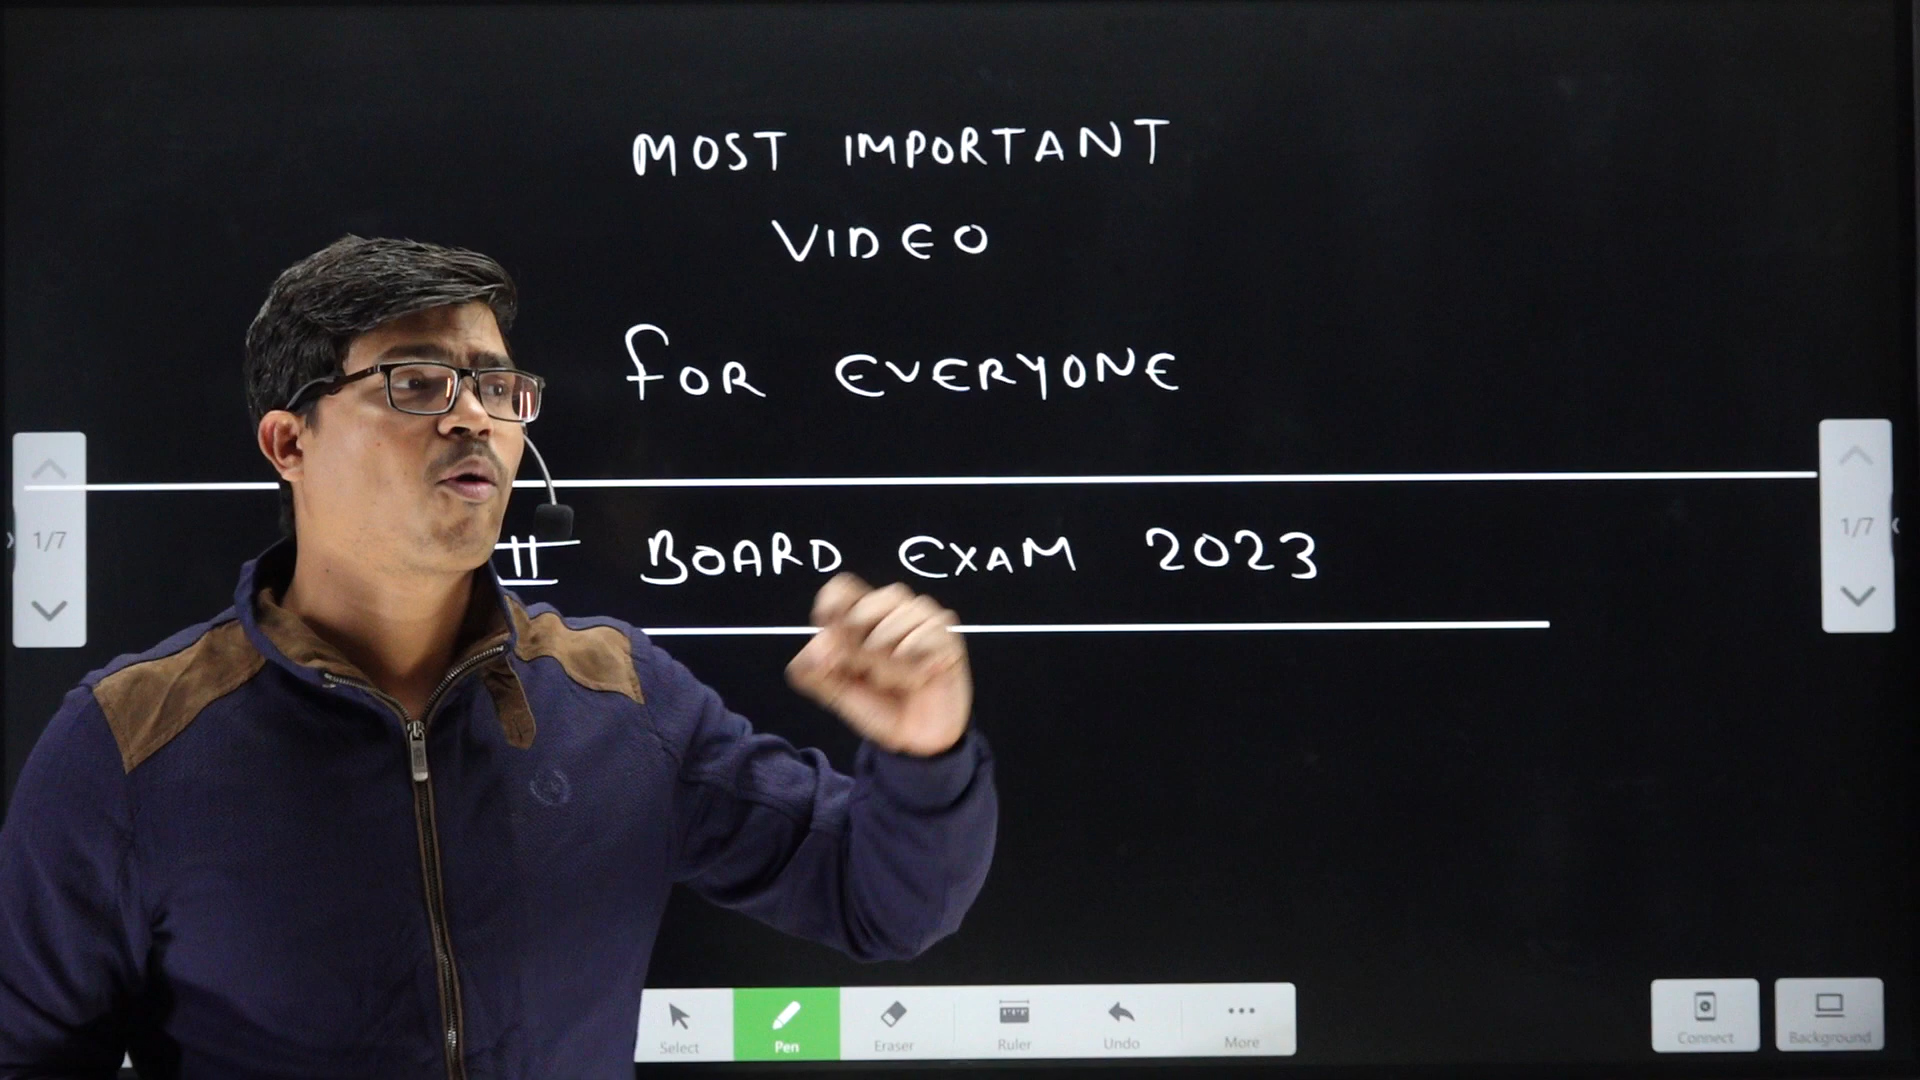 MOST IMPORTANT
VIDEO
FOR EVERYONE
II BOARD EXAM 2023
1/7
1/7
Select
Pen
Eraser
Ruler
Undo
More
Connect
Background